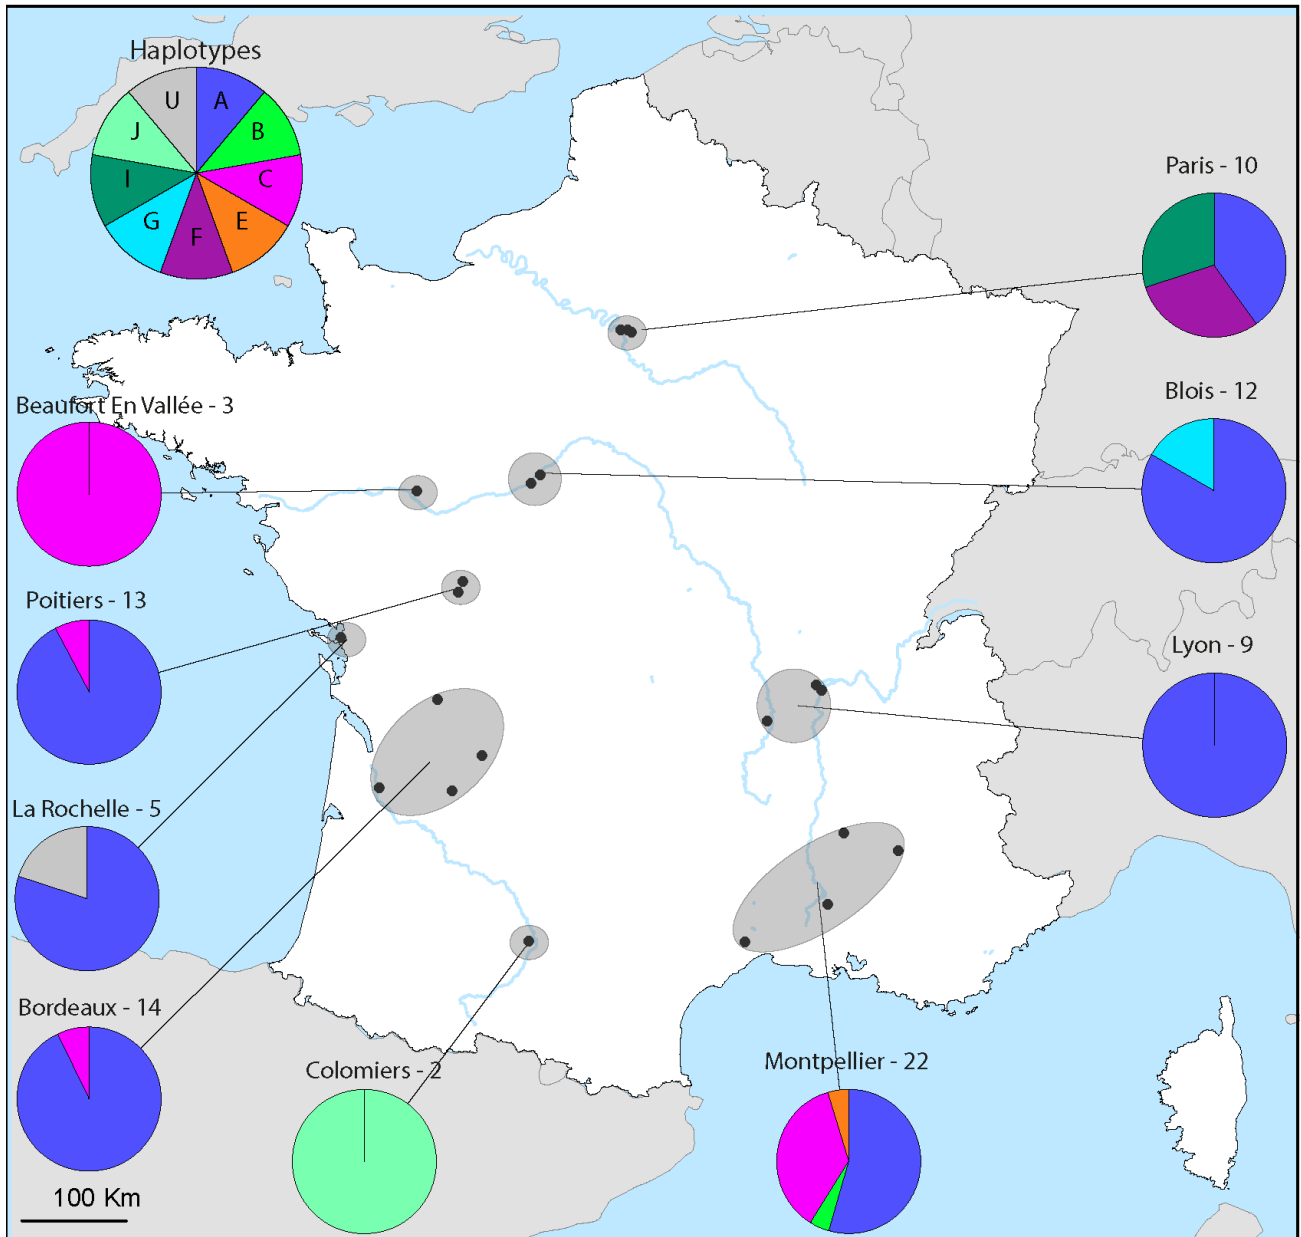 Haplotypes
U
A
J
B
I
C
G
E
F
Paris - 10
Beaufort En Vallée - 3
Blois - 12
Poitiers - 13
Lyon - 9
La Rochelle - 5
Bordeaux - 14
Colomiers - 2
Montpellier - 22
100 Km